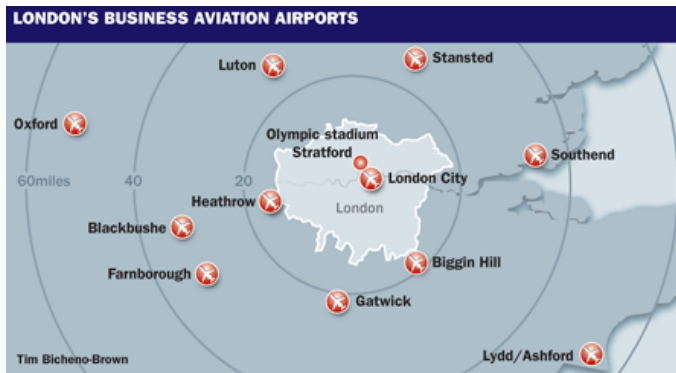 LONDON'S BUSINESS AVIATION AIRPORTS
Luton
Stansted
Oxford
Olympic stadium
Stratford
Southend
60miles
40
20
London City
Heathrow
London
Blackbushe
Biggin Hill
Farnborough
Gatwick
Lydd/Ashford
Tim Bicheno-Brown